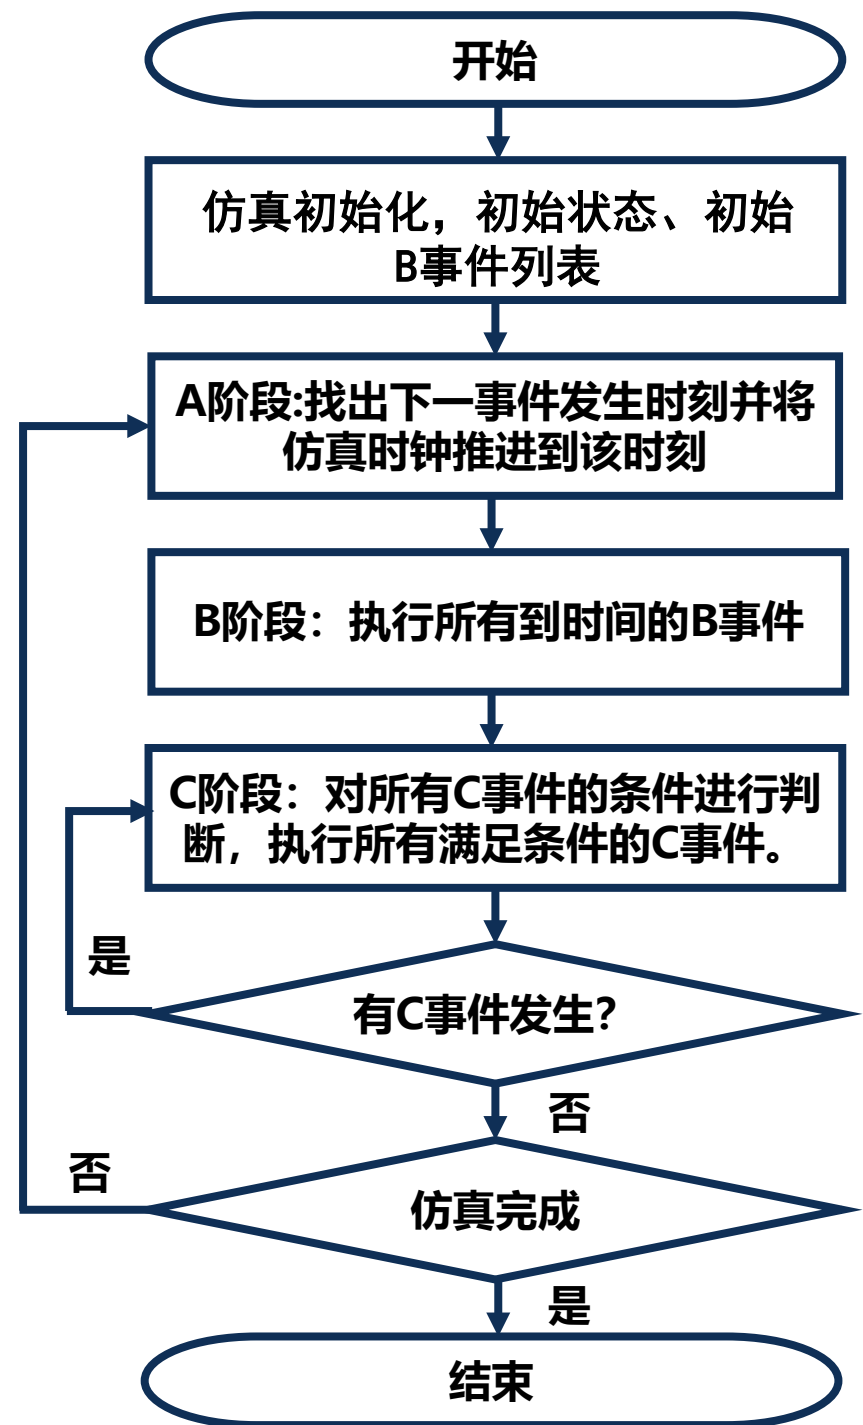 开始
仿真初始化，初始状态、初始
B事件列表
A阶段:找出下一事件发生时刻并将
仿真时钟推进到该时刻
B阶段：执行所有到时间的B事件
C阶段：对所有C事件的条件进行判
断，执行所有满足条件的C事件。
是
有C事件发生？
否
否
仿真完成
是
结束